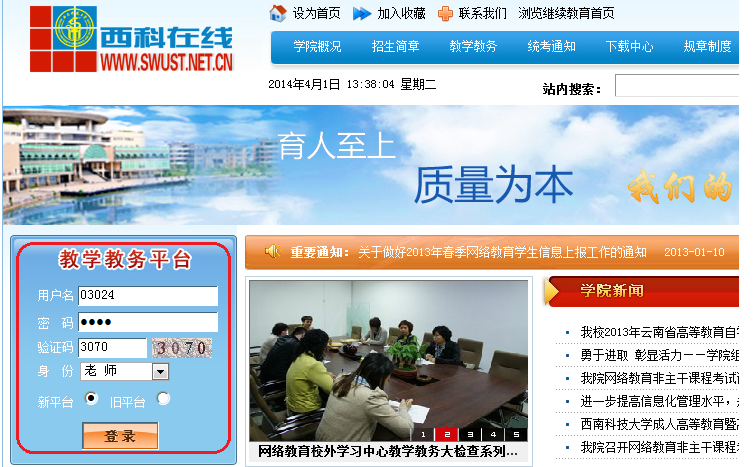 设为首页 加入收藏 联系我们 浏览继续教育首页
西科在线
WWW.SWUST.NET.CN
学院概况 招生简章 教学教务 统考通知 下载中心 规章制度
2014年4月1日 13:38:04 星期二
站内搜索：
育人至上
质量为本
我们的
教学教务平台
用户名 03024
密 码 ●●●●
验证码 3070 3070
身 份 老 师
新平台 旧平台
登 录
重要通知： 关于做好2013年春季网络教育学生信息上报工作的通知 2013-01-10
1 2 3 4 5
网络教育校外学习中心教学教务大检查系列...
学院新闻
我校2013年云南省高等教育自
勇于进取 彰显活力－－学院组
我院网络教育非主干课程考试
进一步提高信息化管理水平，
西南科技大学成人高等教育暨
我院召开网络教育非主干课程